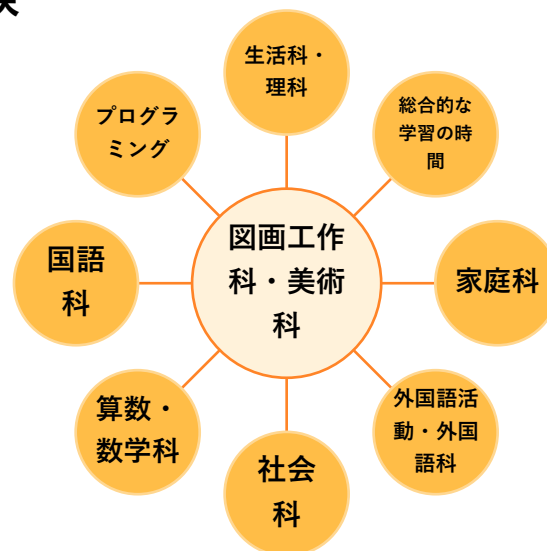 生活科・
理科
プログラ
ミング
総合的な
学習の時
間
図画工作
科・美術
科
国語
科
家庭科
算数・
数学科
外国語活
動・外国
語科
社会
科